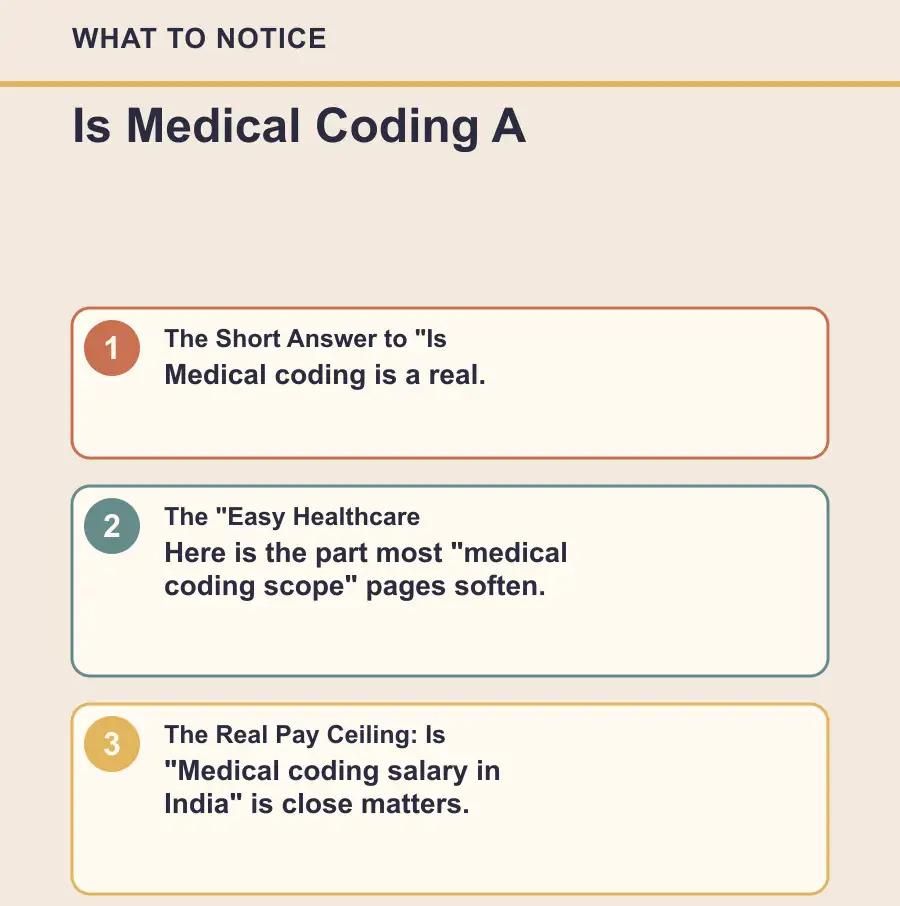 WHAT TO NOTICE
Is Medical Coding A
1
The Short Answer to "Is
Medical coding is a real.
2
The "Easy Healthcare
Here is the part most "medical
coding scope" pages soften.
3
The Real Pay Ceiling: Is
"Medical coding salary in
India" is close matters.